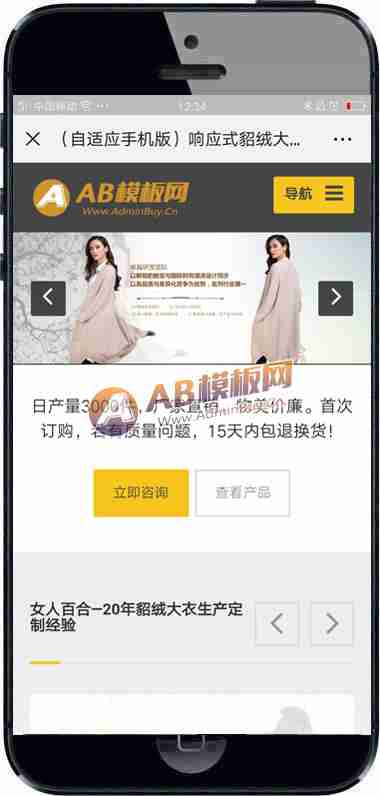 中国移动 12:34
（自适应手机版）响应式貂绒大...
AB模板网
Www.AdminBuy.Cn
导航
AB模板网
Www.AdminBuy.Cn
日产量3000件，厂家直销，物美价廉。首次
订购，若有质量问题，15天内包退换货！
立即咨询
查看产品
女人百合—20年貂绒大衣生产定
制经验